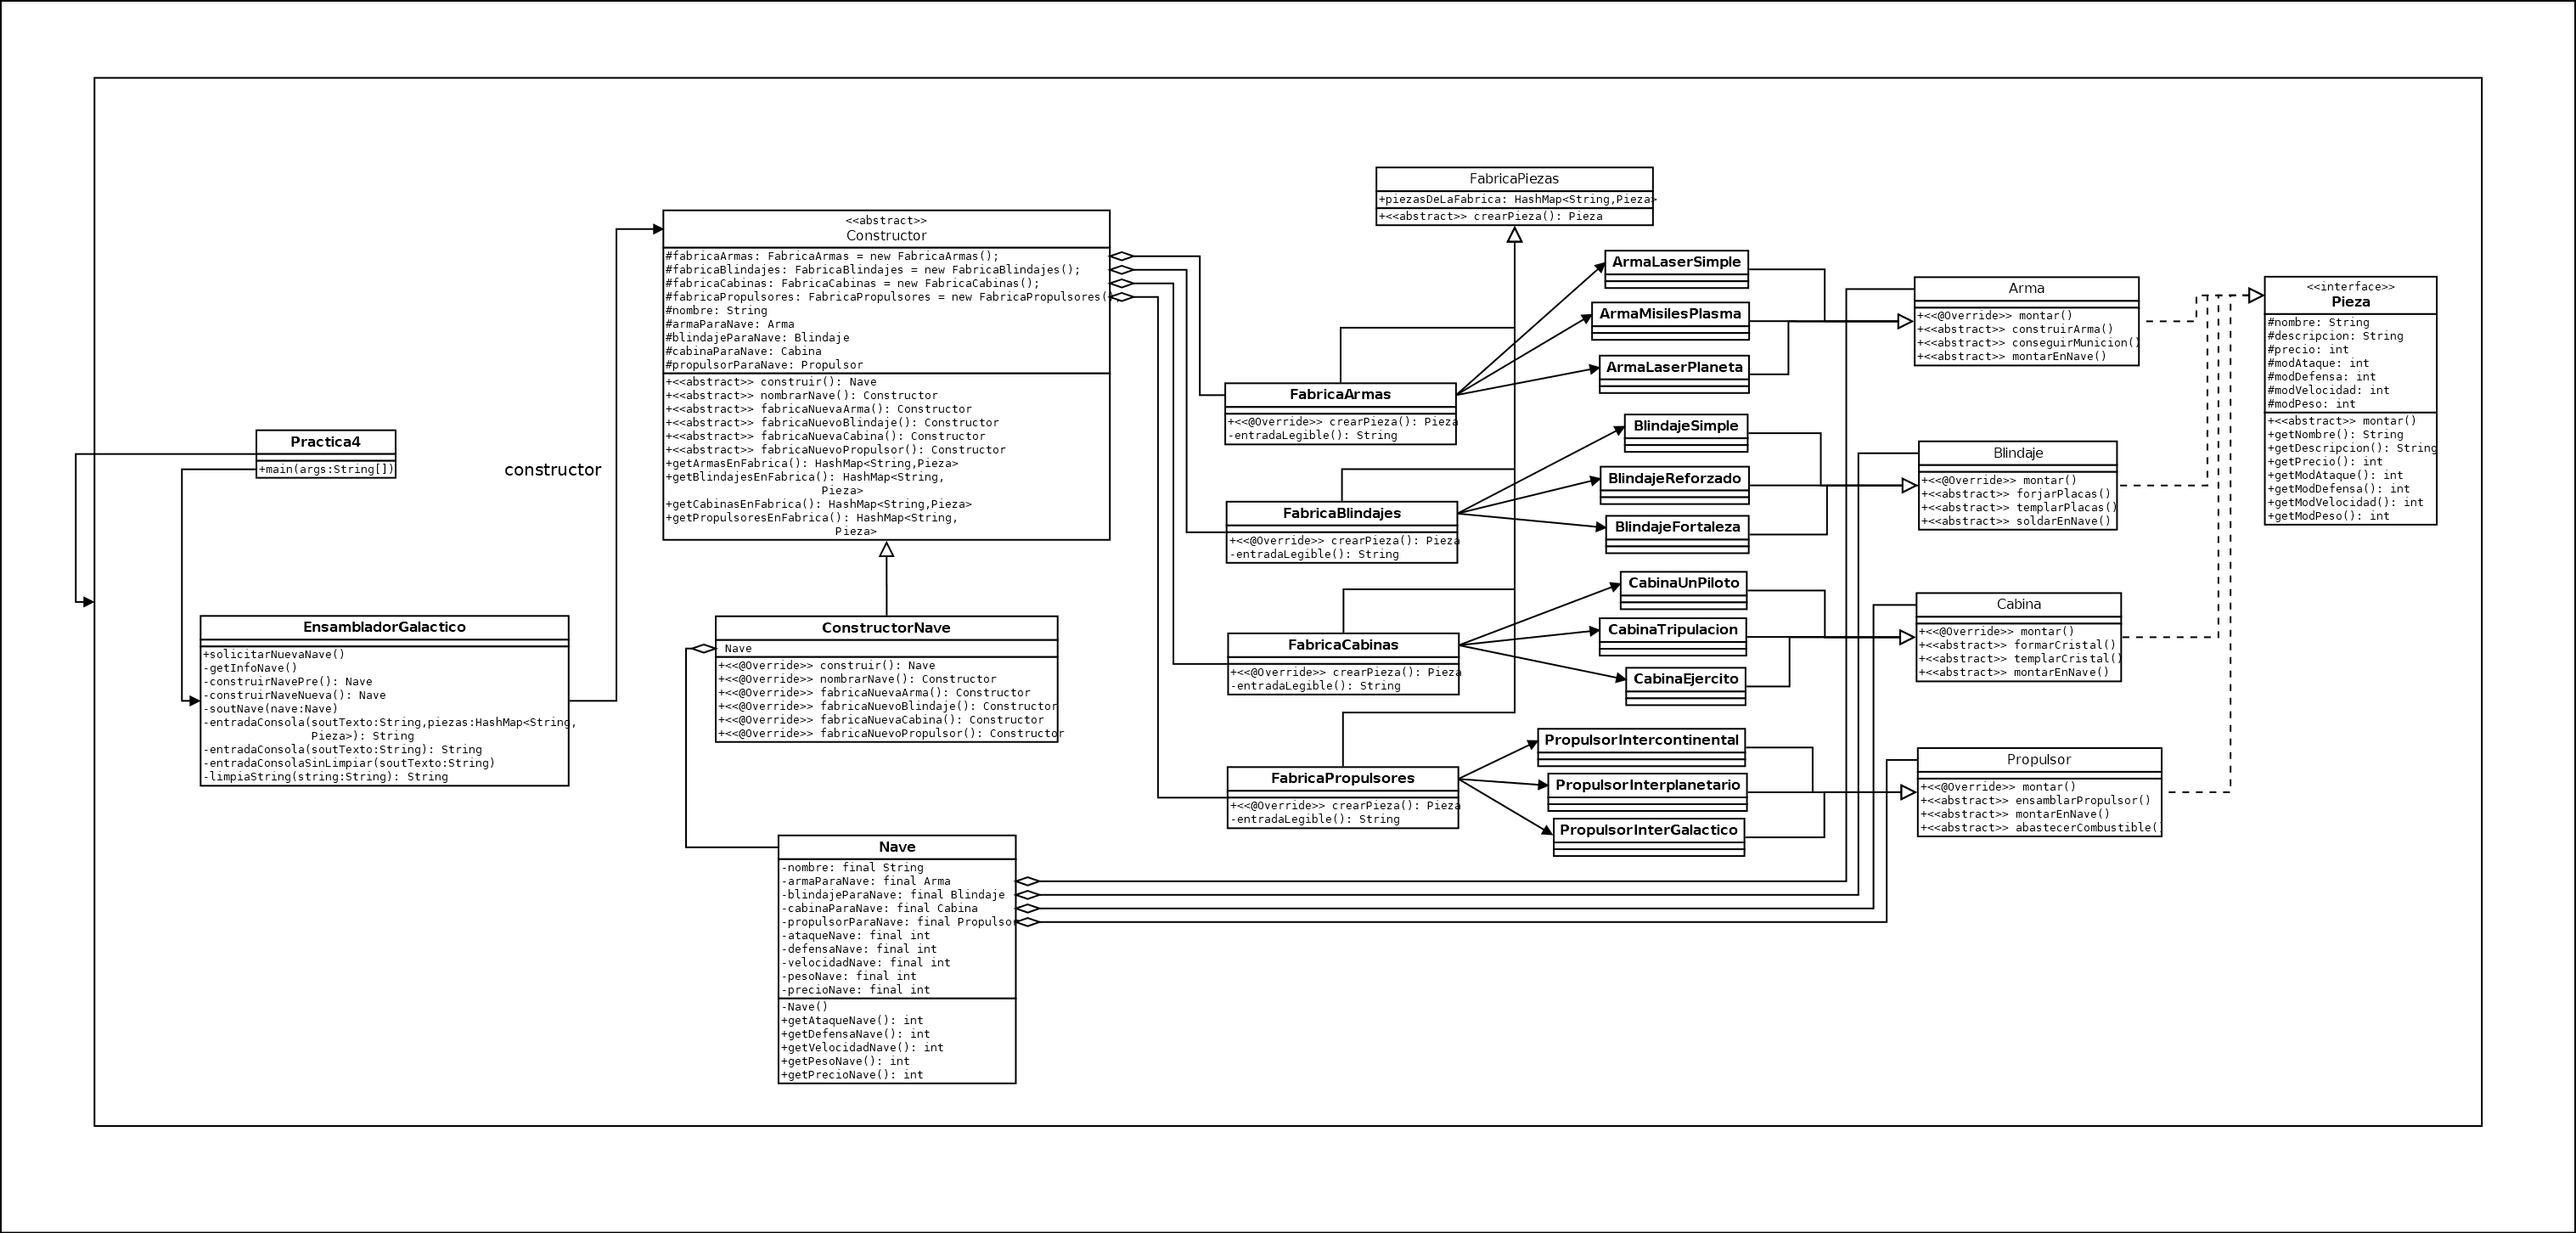 Practica4
+main(args:String[])
EnsambladorGalactico
+solicitarNuevaNave()
-getInfoNave()
-construirNavePre(): Nave
-construirNaveNueva(): Nave
-soutNave(nave:Nave)
-entradaConsola(soutTexto:String,piezas:HashMap<String,
Pieza>): String
-entradaConsola(soutTexto:String): String
-entradaConsolaSinLimpiar(soutTexto:String)
-limpiaString(string:String): String
constructor
<<abstract>>
Constructor
#fabricaArmas: FabricaArmas = new FabricaArmas();
#fabricaBlindajes: FabricaBlindajes = new FabricaBlindajes();
#fabricaCabinas: FabricaCabinas = new FabricaCabinas();
#fabricaPropulsores: FabricaPropulsores = new FabricaPropulsores(
#nombre: String
#armaParaNave: Arma
#blindajeParaNave: Blindaje
#cabinaParaNave: Cabina
#propulsorParaNave: Propulsor
+<<abstract>> construir(): Nave
+<<abstract>> nombrarNave(): Constructor
+<<abstract>> fabricaNuevaArma(): Constructor
+<<abstract>> fabricaNuevoBlindaje(): Constructor
+<<abstract>> fabricaNuevaCabina(): Constructor
+<<abstract>> fabricaNuevoPropulsor(): Constructor
+getArmasEnFabrica(): HashMap<String,Pieza>
+getBlindajesEnFabrica(): HashMap<String,
Pieza>
+getCabinasEnFabrica(): HashMap<String,Pieza>
+getPropulsoresEnFabrica(): HashMap<String,
Pieza>
ConstructorNave
Nave
+<<@Override>> construir(): Nave
+<<@Override>> nombrarNave(): Constructor
+<<@Override>> fabricaNuevaArma(): Constructor
+<<@Override>> fabricaNuevoBlindaje(): Constructor
+<<@Override>> fabricaNuevaCabina(): Constructor
+<<@Override>> fabricaNuevoPropulsor(): Constructor
Nave
-nombre: final String
-armaParaNave: final Arma
-blindajeParaNave: final Blindaje
-cabinaParaNave: final Cabina
-propulsorParaNave: final Propulsor
-ataqueNave: final int
-defensaNave: final int
-velocidadNave: final int
-pesoNave: final int
-precioNave: final int
-Nave()
+getAtaqueNave(): int
+getDefensaNave(): int
+getVelocidadNave(): int
+getPesoNave(): int
+getPrecioNave(): int
FabricaPiezas
+piezasDeLaFabrica: HashMap<String,Pieza>
+<<abstract>> crearPieza(): Pieza
FabricaArmas
+<<@Override>> crearPieza(): Pieza
-entradaLegible(): String
FabricaBlindajes
+<<@Override>> crearPieza(): Pieza
-entradaLegible(): String
FabricaCabinas
+<<@Override>> crearPieza(): Pieza
-entradaLegible(): String
FabricaPropulsores
+<<@Override>> crearPieza(): Pieza
-entradaLegible(): String
ArmaLaserSimple
ArmaMisilesPlasma
ArmaLaserPlaneta
BlindajeSimple
BlindajeReforzado
BlindajeFortaleza
CabinaUnPiloto
CabinaTripulacion
CabinaEjercito
PropulsorIntercontinental
PropulsorInterplanetario
PropulsorInterGalactico
Arma
+<<@Override>> montar()
+<<abstract>> construirArma()
+<<abstract>> conseguirMunicion()
+<<abstract>> montarEnNave()
Blindaje
+<<@Override>> montar()
+<<abstract>> forjarPlacas()
+<<abstract>> templarPlacas()
+<<abstract>> soldarEnNave()
Cabina
+<<@Override>> montar()
+<<abstract>> formarCristal()
+<<abstract>> templarCristal()
+<<abstract>> montarEnNave()
Propulsor
+<<@Override>> montar()
+<<abstract>> ensamblarPropulsor()
+<<abstract>> montarEnNave()
+<<abstract>> abastecerCombustible()
<<interface>>
Pieza
#nombre: String
#descripcion: String
#precio: int
#modAtaque: int
#modDefensa: int
#modVelocidad: int
#modPeso: int
+<<abstract>> montar()
+getNombre(): String
+getDescripcion(): String
+getPrecio(): int
+getModAtaque(): int
+getModDefensa(): int
+getModVelocidad(): int
+getModPeso(): int